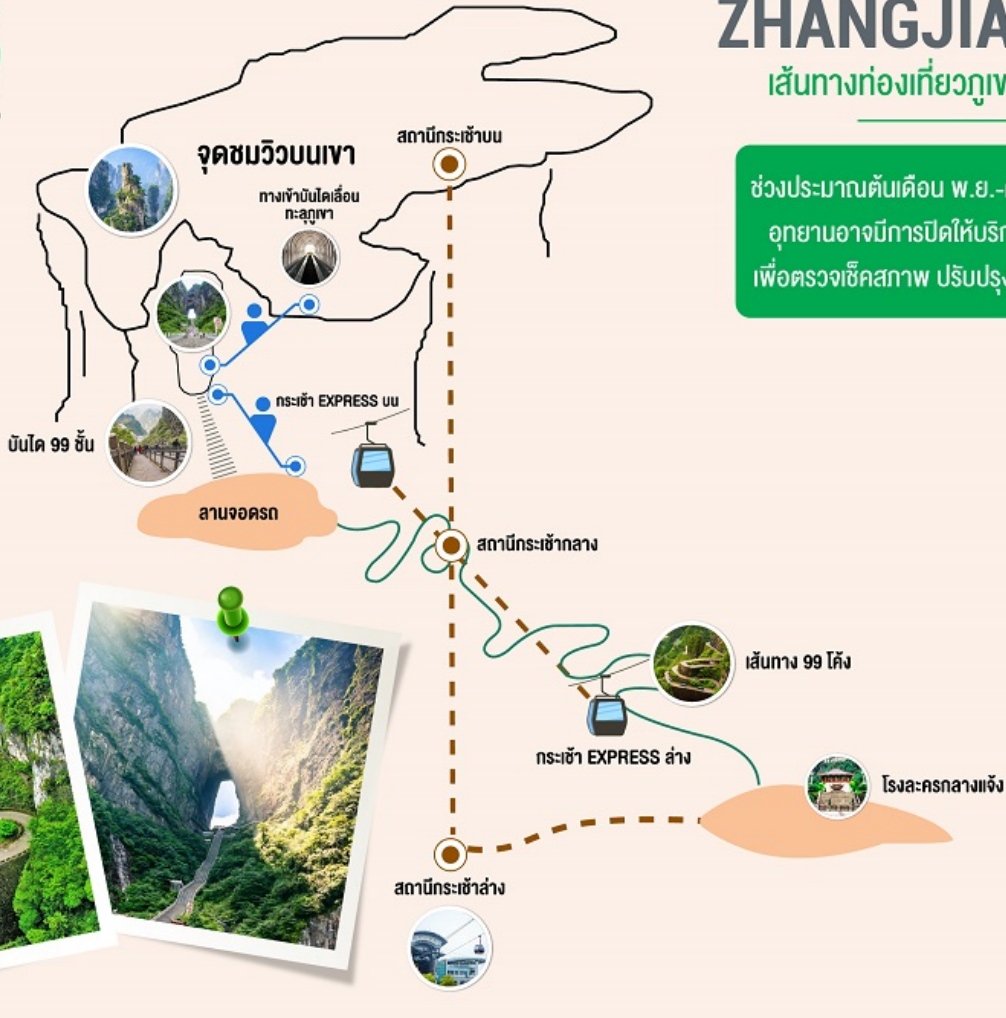 ZHANGJIA
เส้นทางท่องเที่ยวภูเข
ช่วงประมาณต้นเดือน พ.ย.-
อุทยานอาจมีการปิดให้บริก
เพื่อตรวจเช็คสภาพ ปรับปรุง
สถานีกระเช้าบน
จุดชมวิวบนเขา
ทางเข้าบันไดเลื่อน
ทะลุภูเขา
กระเช้า EXPRESS บน
บันได 99 ชั้น
ลานจอดรถ
สถานีกระเช้ากลาง
เส้นทาง 99 โค้ง
กระเช้า EXPRESS ล่าง
โรงละครกลางแจ้ง
สถานีกระเช้าล่าง